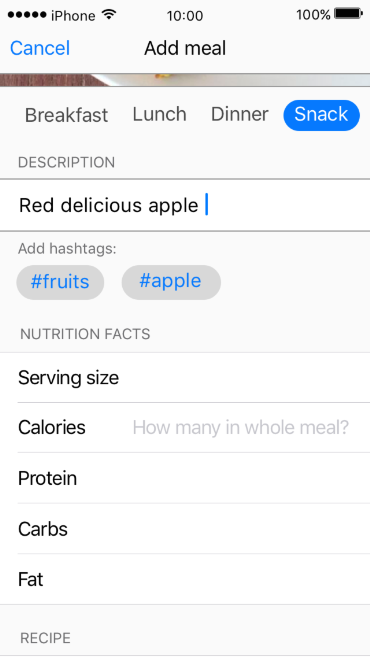 iPhone 10:00 100%
Cancel Add meal
Breakfast Lunch Dinner Snack
DESCRIPTION
Red delicious apple
Add hashtags:
#fruits #apple
NUTRITION FACTS
Serving size
Calories How many in whole meal?
Protein
Carbs
Fat
RECIPE